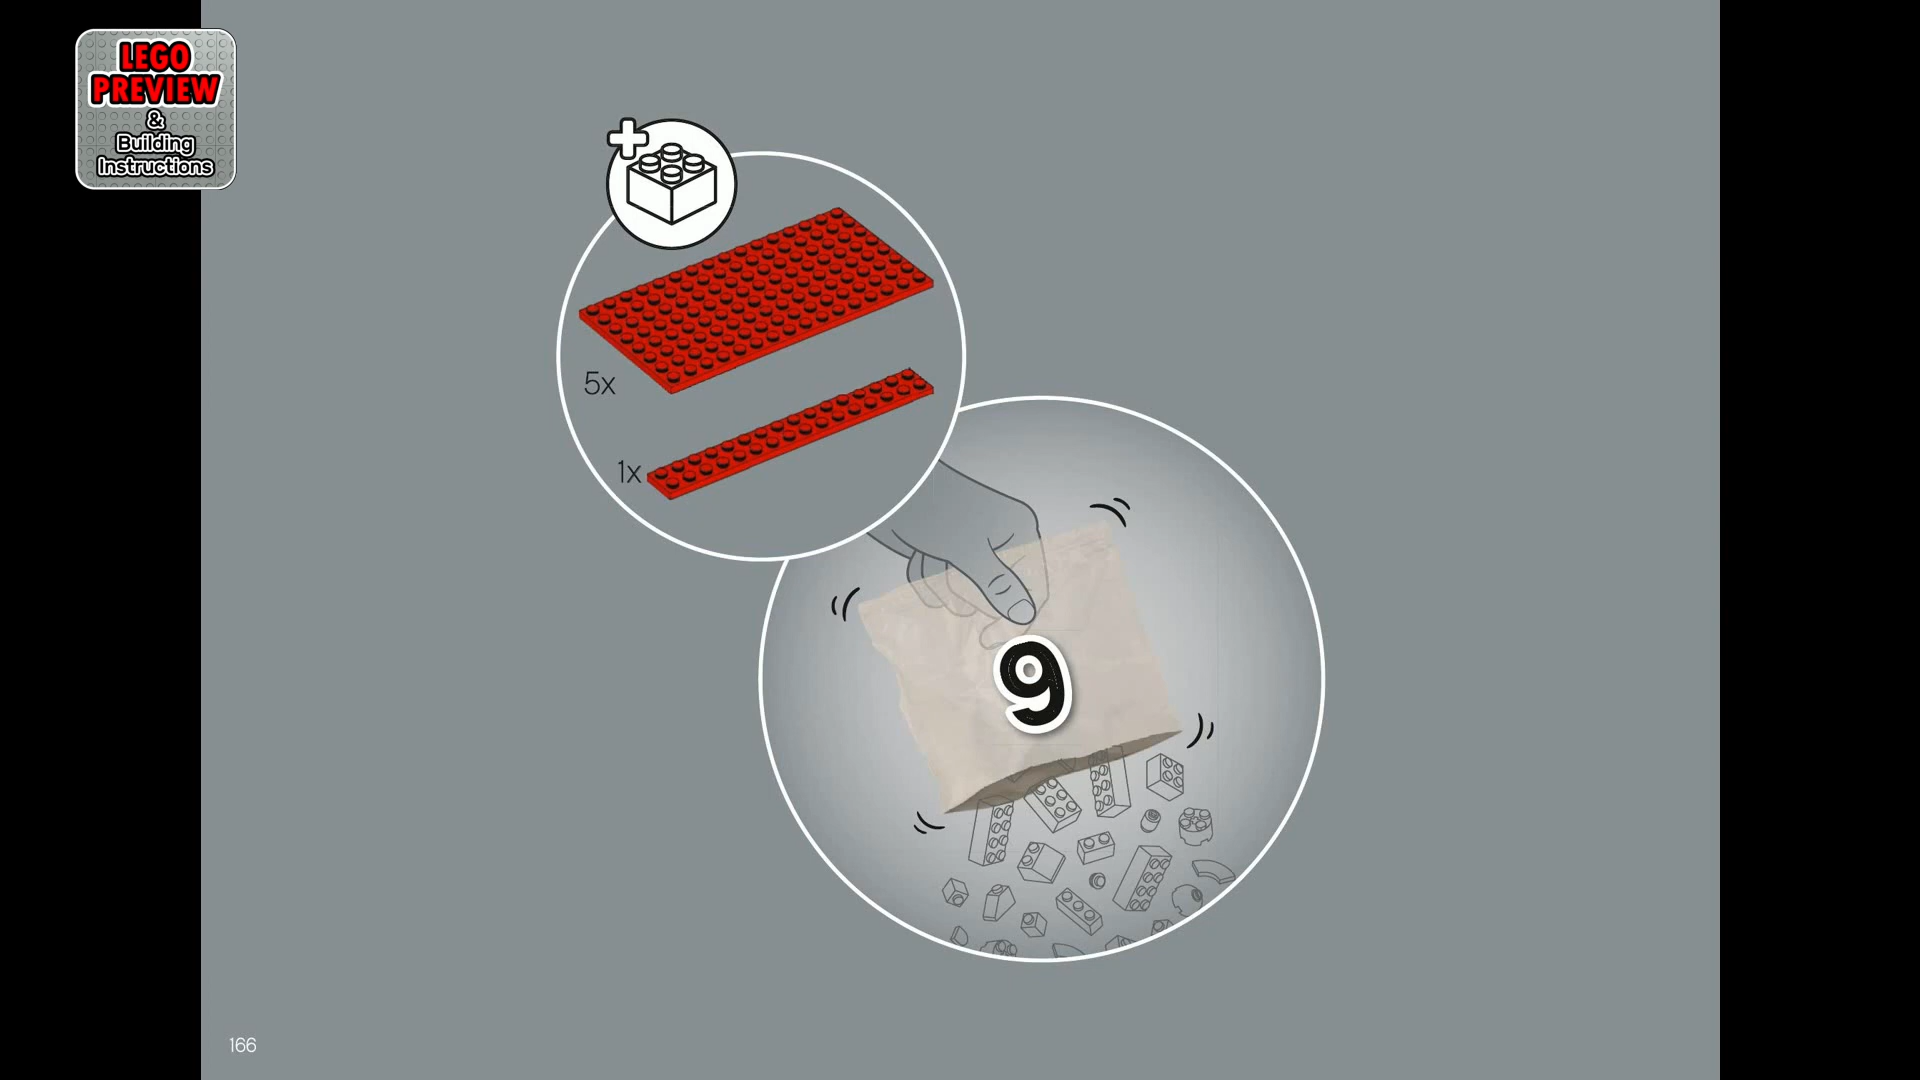 LEGO
PREVIEW
&
Building
Instructions
5x
1x
9
166